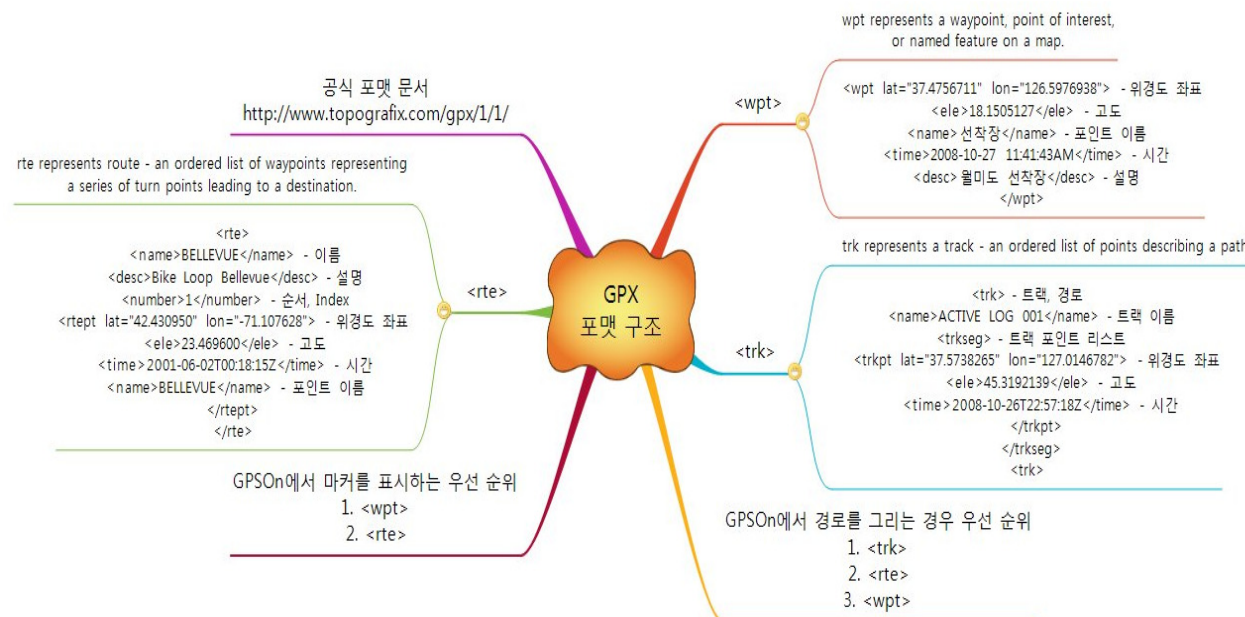 GPX
포맷 구조
공식 포맷 문서
http://www.topografix.com/gpx/1/1/
<wpt>
wpt represents a waypoint, point of interest,
or named feature on a map.
<wpt lat="37.4756711" lon="126.5976938"> - 위경도 좌표
<ele>18.1505127</ele> - 고도
<name>선착장</name> - 포인트 이름
<time>2008-10-27 11:41:43AM</time> - 시간
<desc>월미도 선착장</desc> - 설명
</wpt>
<rte>
rte represents route - an ordered list of waypoints representing
a series of turn points leading to a destination.
<rte>
<name>BELLEVUE</name> - 이름
<desc>Bike Loop Bellevue</desc> - 설명
<number>1</number> - 순서, Index
<rtept lat="42.430950" lon="-71.107628"> - 위경도 좌표
<ele>23.469600</ele> - 고도
<time>2001-06-02T00:18:15Z</time> - 시간
<name>BELLEVUE</name> - 포인트 이름
</rtept>
</rte>
<trk>
trk represents a track - an ordered list of points describing a path
<trk> - 트랙, 경로
<name>ACTIVE LOG 001</name> - 트랙 이름
<trkseg> - 트랙 포인트 리스트
<trkpt lat="37.5738265" lon="127.0146782"> - 위경도 좌표
<ele>45.3192139</ele> - 고도
<time>2008-10-26T22:57:18Z</time> - 시간
</trkpt>
</trkseg>
<trk>
GPSOn에서 마커를 표시하는 우선 순위
1. <wpt>
2. <rte>
GPSOn에서 경로를 그리는 경우 우선 순위
1. <trk>
2. <rte>
3. <wpt>